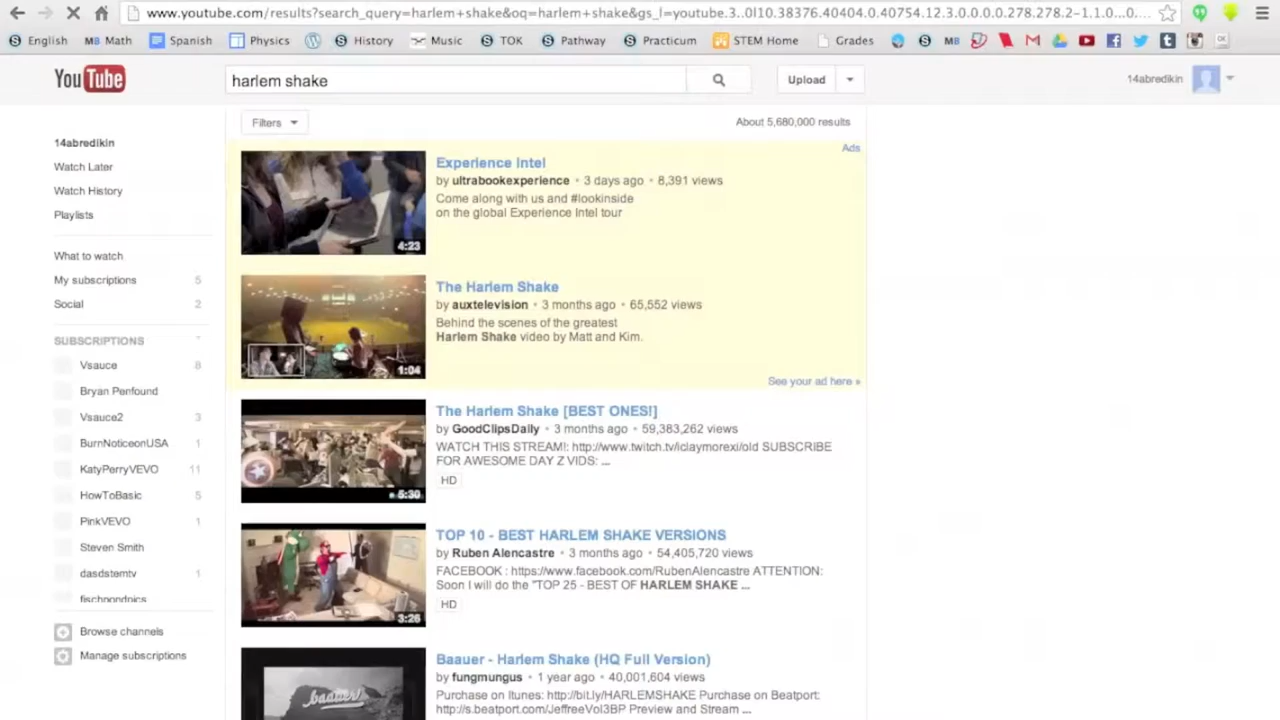 www.youtube.com/results?search_query=harlem+shake&oq=harlem+shake&gs_l=youtube.3..0l10.38376.40404.0.40754.12.3.0.0.0.0.278.278.2-1.1.0...0....
English MB Math Spanish Physics History Music TOK Pathway Practicum STEM Home Grades MB
YouTube harlem shake Upload 14abredikin
Filters About 5,680,000 results
14abredikin
Watch Later
Watch History
Playlists
What to watch
My subscriptions 5
Social 2
SUBSCRIPTIONS
Vsauce 8
Bryan Penfound
Vsauce2 3
BurnNoticeonUSA 1
KatyPerryVEVO 11
HowToBasic 5
PinkVEVO 1
Steven Smith
dasdstemtv 1
fischpondnics
Browse channels
Manage subscriptions
Ads
Experience Intel
by ultrabookexperience • 3 days ago • 8,391 views
Come along with us and #lookinside
on the global Experience Intel tour
4:23
The Harlem Shake
by auxtelevision • 3 months ago • 65,552 views
Behind the scenes of the greatest
Harlem Shake video by Matt and Kim.
1:04
See your ad here »
The Harlem Shake [BEST ONES!]
by GoodClipsDaily • 3 months ago • 59,383,262 views
WATCH THIS STREAM!: http://www.twitch.tv/iclaymorexi/old SUBSCRIBE
FOR AWESOME DAY Z VIDS: ...
HD
5:30
TOP 10 - BEST HARLEM SHAKE VERSIONS
by Ruben Alencastre • 3 months ago • 54,405,720 views
FACEBOOK : https://www.facebook.com/RubenAlencastre ATTENTION:
Soon I will do the "TOP 25 - BEST OF HARLEM SHAKE ...
HD
3:26
Baauer - Harlem Shake (HQ Full Version)
by fungmungus • 1 year ago • 40,001,604 views
Purchase on Itunes: http://bit.ly/HARLEMSHAKE Purchase on Beatport:
http://s.beatport.com/JeffreeVol3BP Preview and Stream ...
baauer